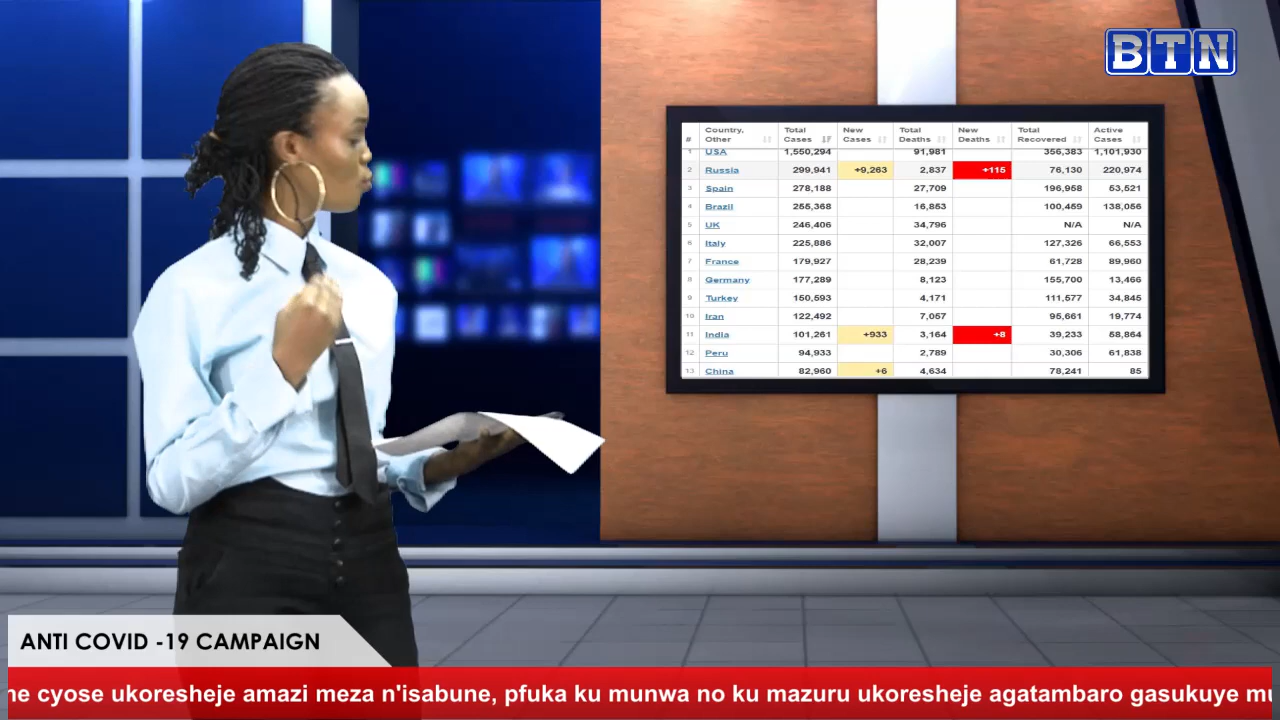 BTN
# Country, Other Total Cases New Cases Total Deaths New Deaths Total Recovered Active Cases
1 USA 1,550,294 91,981 356,383 1,101,930
2 Russia 299,941 +9,263 2,837 +115 76,130 220,974
3 Spain 278,188 27,709 196,958 53,521
4 Brazil 255,368 16,853 100,459 138,056
5 UK 246,406 34,796 N/A N/A
6 Italy 225,886 32,007 127,326 66,553
7 France 179,927 28,239 61,728 89,960
8 Germany 177,289 8,123 155,700 13,466
9 Turkey 150,593 4,171 111,577 34,845
10 Iran 122,492 7,057 95,661 19,774
11 India 101,261 +933 3,164 +8 39,233 58,864
12 Peru 94,933 2,789 30,306 61,838
13 China 82,960 +6 4,634 78,241 85
ANTI COVID -19 CAMPAIGN
cyose ukoresheje amazi meza n'isabune, pfuka ku munwa no ku mazuru ukoresheje agatambaro gasukuye